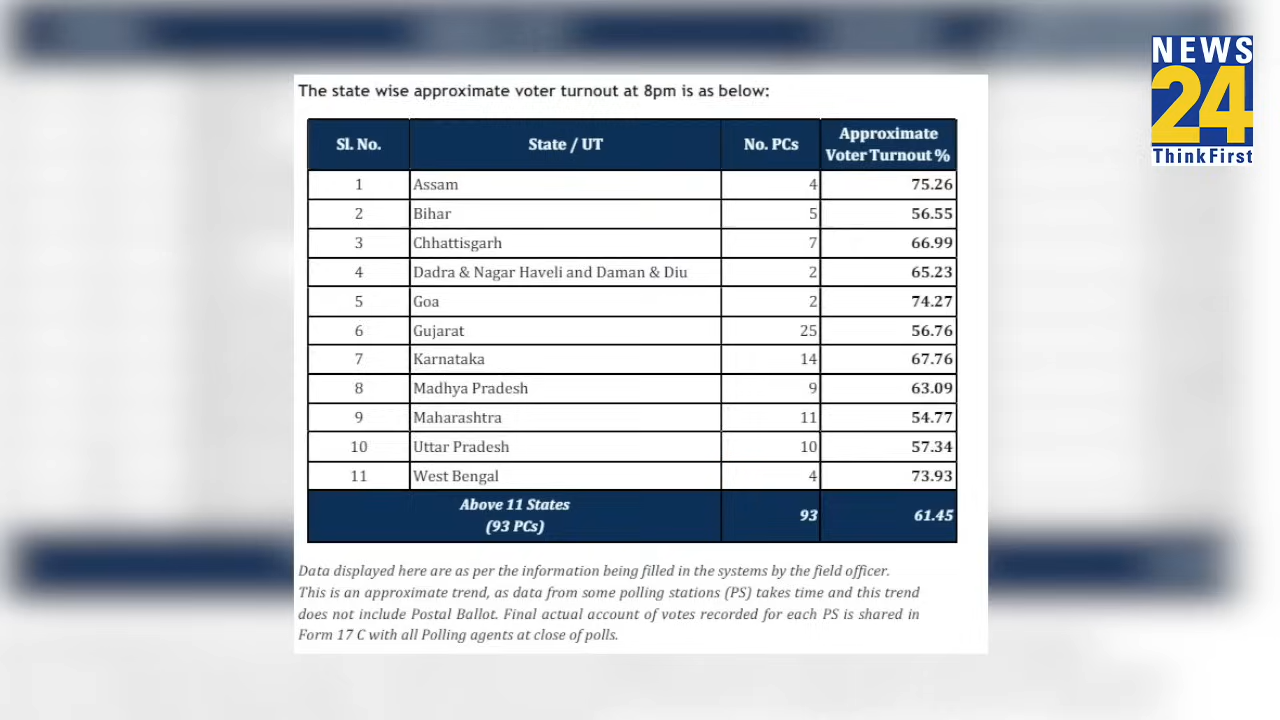 NEWS
24
ThinkFirst
The state wise approximate voter turnout at 8pm is as below:
Sl. No. State / UT No. PCs Approximate Voter Turnout %
1 Assam 4 75.26
2 Bihar 5 56.55
3 Chhattisgarh 7 66.99
4 Dadra & Nagar Haveli and Daman & Diu 2 65.23
5 Goa 2 74.27
6 Gujarat 25 56.76
7 Karnataka 14 67.76
8 Madhya Pradesh 9 63.09
9 Maharashtra 11 54.77
10 Uttar Pradesh 10 57.34
11 West Bengal 4 73.93
Above 11 States
(93 PCs) 93 61.45
Data displayed here are as per the information being filled in the systems by the field officer.
This is an approximate trend, as data from some polling stations (PS) takes time and this trend
does not include Postal Ballot. Final actual account of votes recorded for each PS is shared in
Form 17 C with all Polling agents at close of polls.